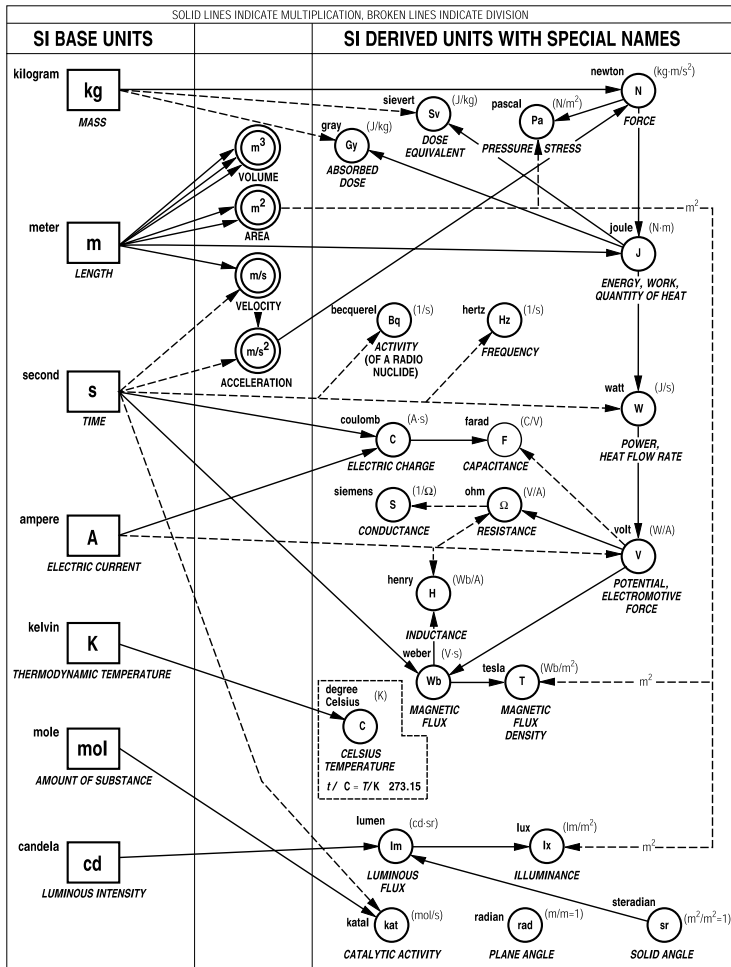 SOLID LINES INDICATE MULTIPLICATION, BROKEN LINES INDICATE DIVISION
SI BASE UNITS
SI DERIVED UNITS WITH SPECIAL NAMES
kilogram
kg
MASS
newton
N
(kg·m/s²)
FORCE
sievert
Sv
(J/kg)
DOSE
EQUIVALENT
pascal
Pa
(N/m²)
PRESSURE
STRESS
gray
Gy
(J/kg)
ABSORBED
DOSE
m³
VOLUME
m²
AREA
m²
meter
m
LENGTH
joule
J
(N·m)
ENERGY, WORK,
QUANTITY OF HEAT
m/s
VELOCITY
m/s²
ACCELERATION
becquerel
Bq
(1/s)
ACTIVITY
(OF A RADIO
NUCLIDE)
hertz
Hz
(1/s)
FREQUENCY
second
s
TIME
watt
W
(J/s)
POWER,
HEAT FLOW RATE
coulomb
C
(A·s)
ELECTRIC CHARGE
farad
F
(C/V)
CAPACITANCE
siemens
S
(1/Ω)
CONDUCTANCE
ohm
Ω
(V/A)
RESISTANCE
ampere
A
ELECTRIC CURRENT
volt
V
(W/A)
POTENTIAL,
ELECTROMOTIVE
FORCE
henry
H
(Wb/A)
INDUCTANCE
kelvin
K
THERMODYNAMIC TEMPERATURE
weber
Wb
(V·s)
MAGNETIC
FLUX
tesla
T
(Wb/m²)
MAGNETIC
FLUX
DENSITY
m²
degree
Celsius
(K)
C
CELSIUS
TEMPERATURE
t/ C = T/K 273.15
mole
mol
AMOUNT OF SUBSTANCE
candela
cd
LUMINOUS INTENSITY
lumen
lm
(cd·sr)
LUMINOUS
FLUX
lux
lx
(lm/m²)
ILLUMINANCE
m²
katal
kat
(mol/s)
CATALYTIC ACTIVITY
radian
rad
(m/m=1)
PLANE ANGLE
steradian
sr
(m²/m²=1)
SOLID ANGLE